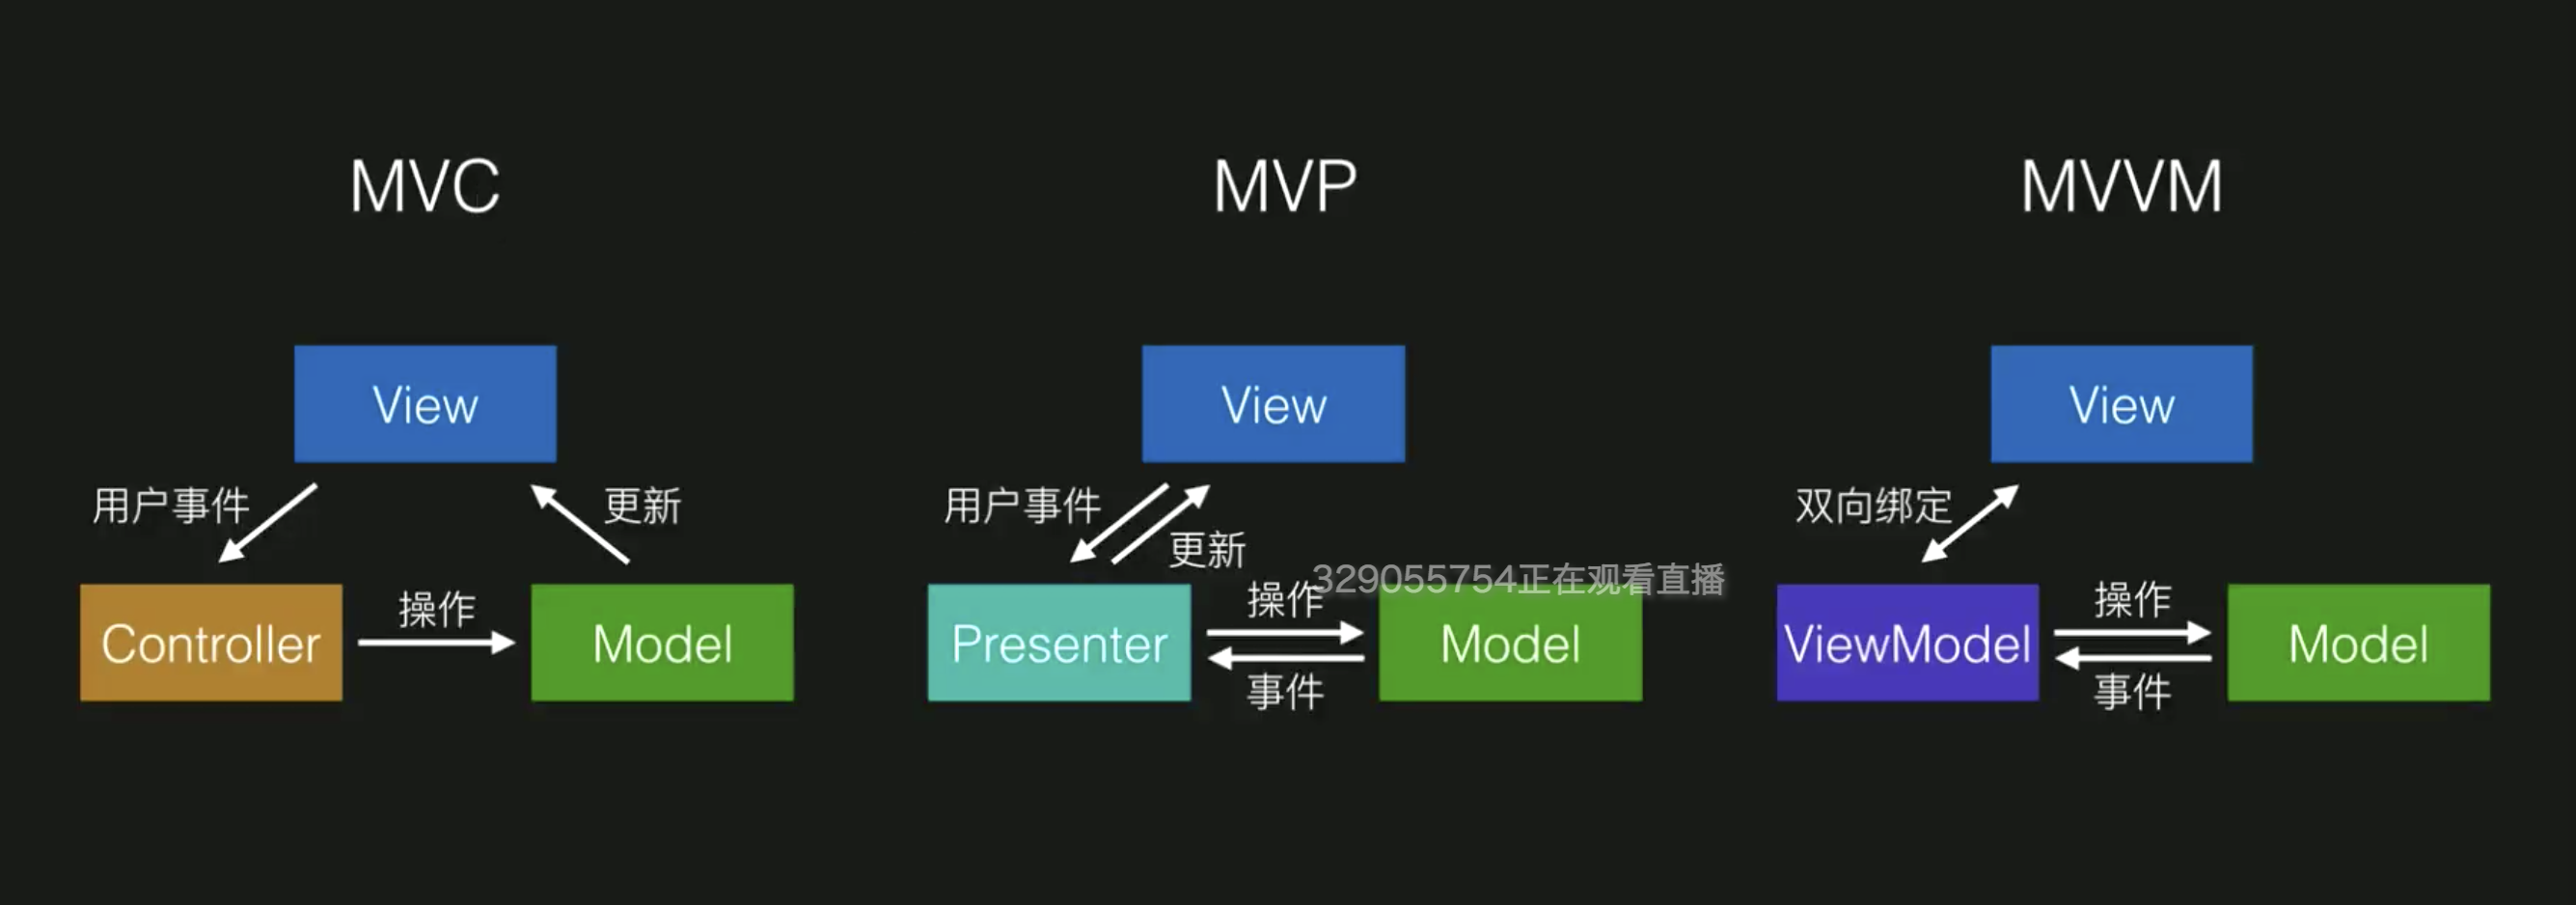 MVC
MVP
MVVM
View
View
View
用户事件
更新
用户事件
更新
双向绑定
329055754正在观看直播
Controller
操作
Model
Presenter
操作
事件
Model
ViewModel
操作
事件
Model